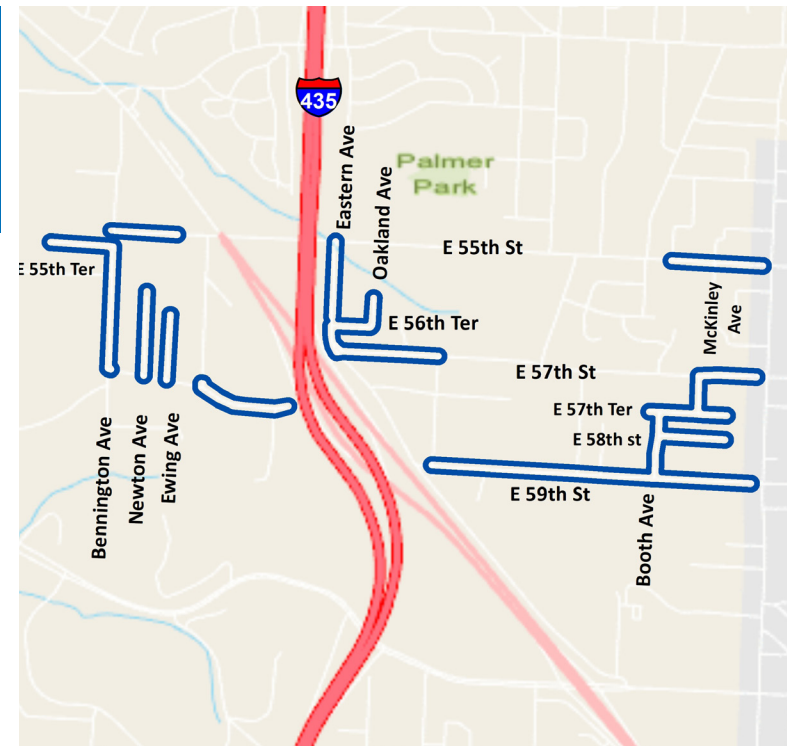 435
Eastern Ave
Oakland Ave
Palmer
Park
E 55th St
E 55th Ter
McKinley
Ave
E 56th Ter
E 57th St
E 57th Ter
E 58th st
E 59th St
Bennington Ave
Newton Ave
Ewing Ave
Booth Ave